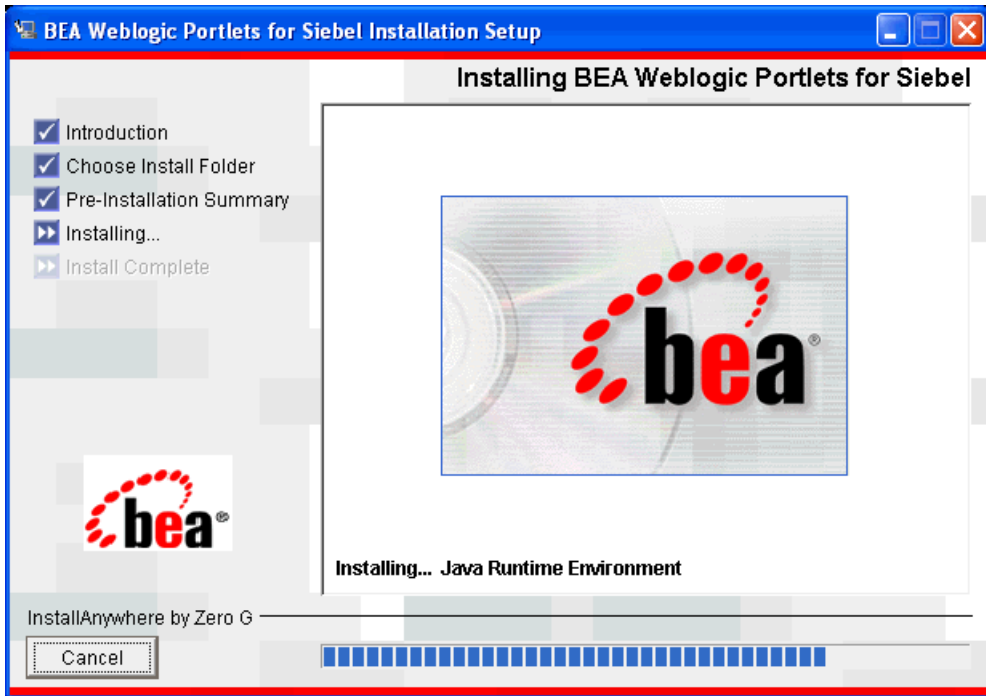 BEA Weblogic Portlets for Siebel Installation Setup
Installing BEA Weblogic Portlets for Siebel
Introduction
Choose Install Folder
Pre-Installation Summary
Installing...
Install Complete
bea®
bea®
Installing... Java Runtime Environment
InstallAnywhere by Zero G
Cancel